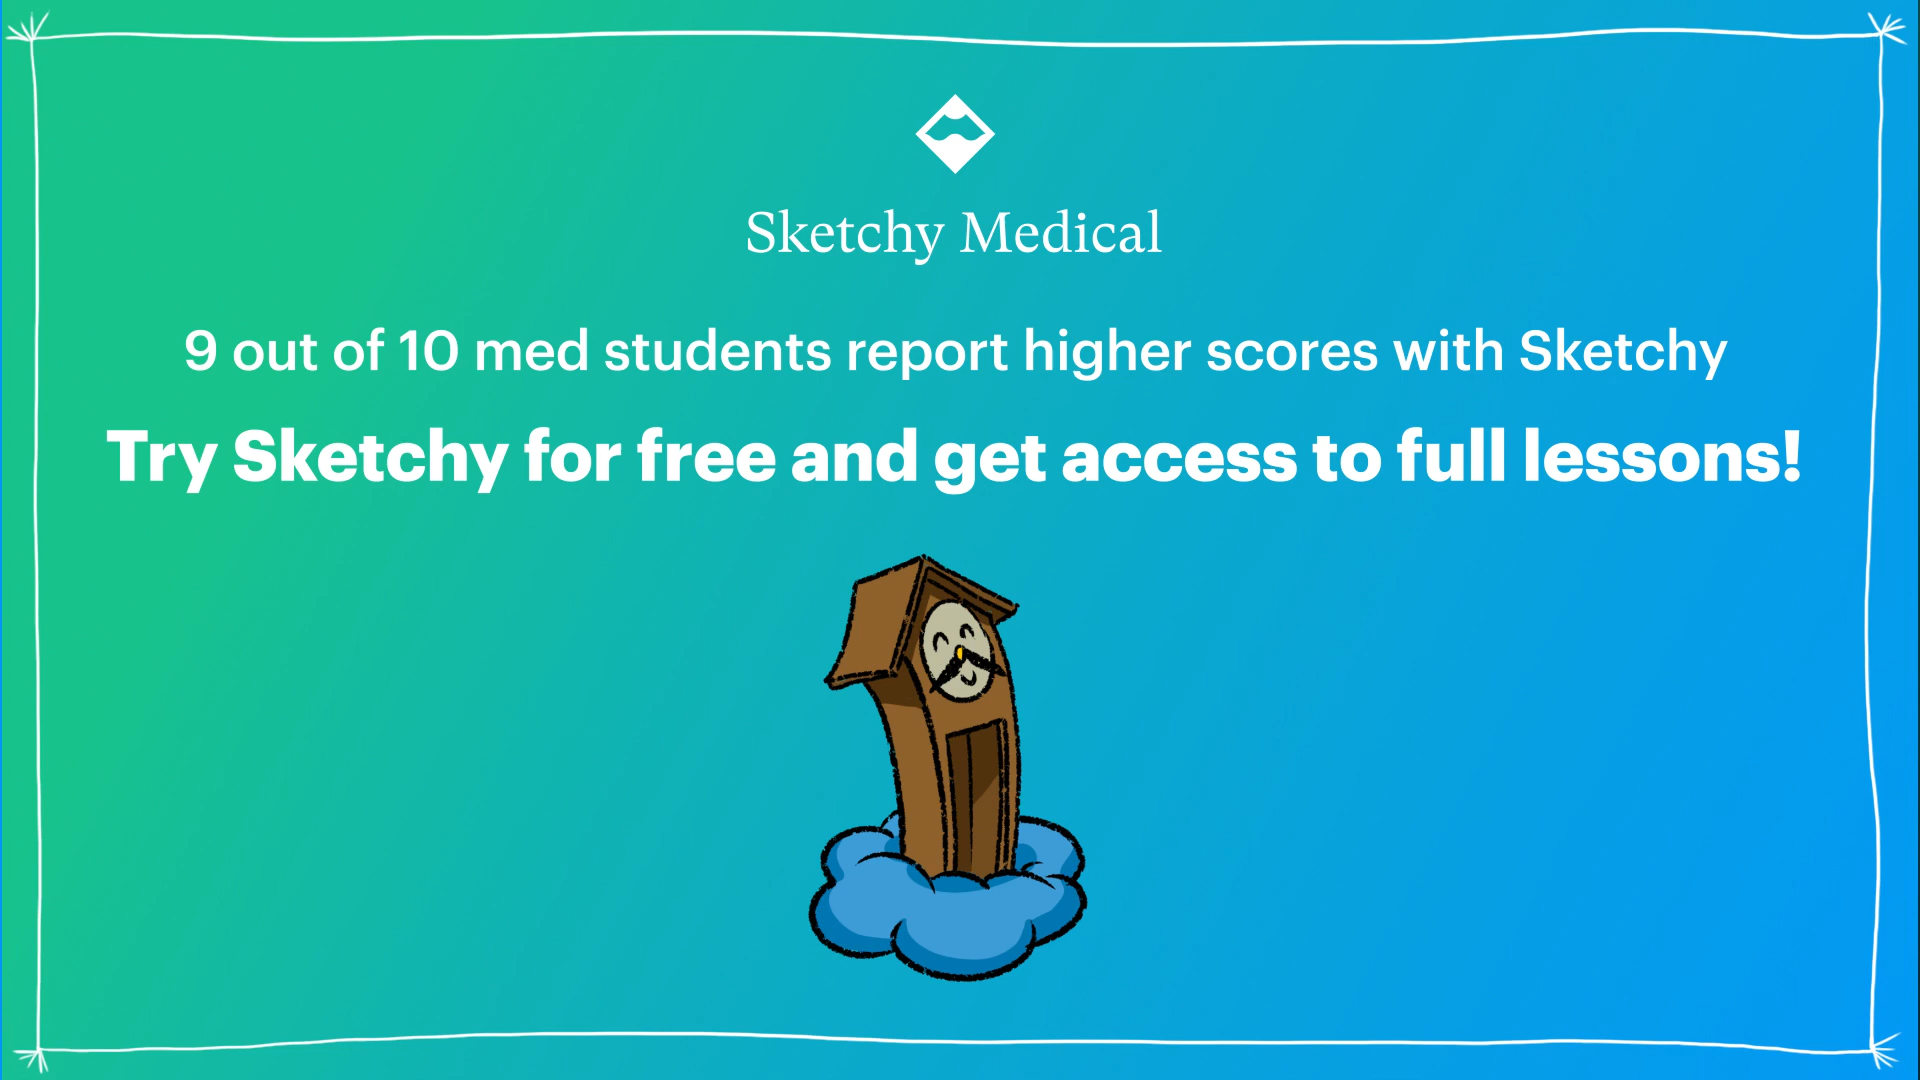 Sketchy Medical
9 out of 10 med students report higher scores with Sketchy
Try Sketchy for free and get access to full lessons!